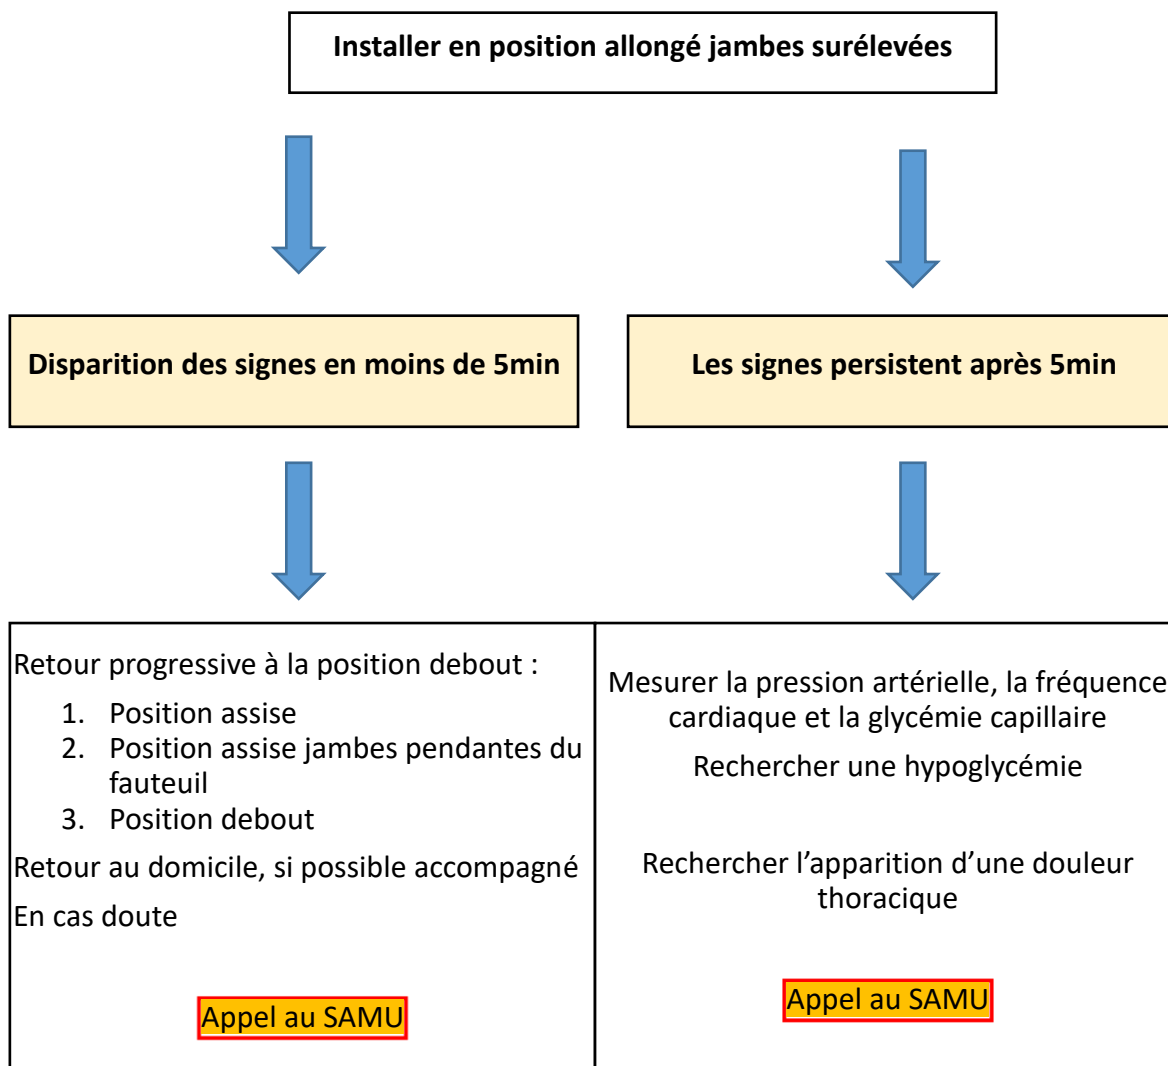 Installer en position allongé jambes surélevées
Disparition des signes en moins de 5min
Les signes persistent après 5min
Retour progressive à la position debout :
1. Position assise
2. Position assise jambes pendantes du
fauteuil
3. Position debout
Retour au domicile, si possible accompagné
En cas doute
Appel au SAMU
Mesurer la pression artérielle, la fréquence
cardiaque et la glycémie capillaire
Rechercher une hypoglycémie
Rechercher l’apparition d’une douleur
thoracique
Appel au SAMU